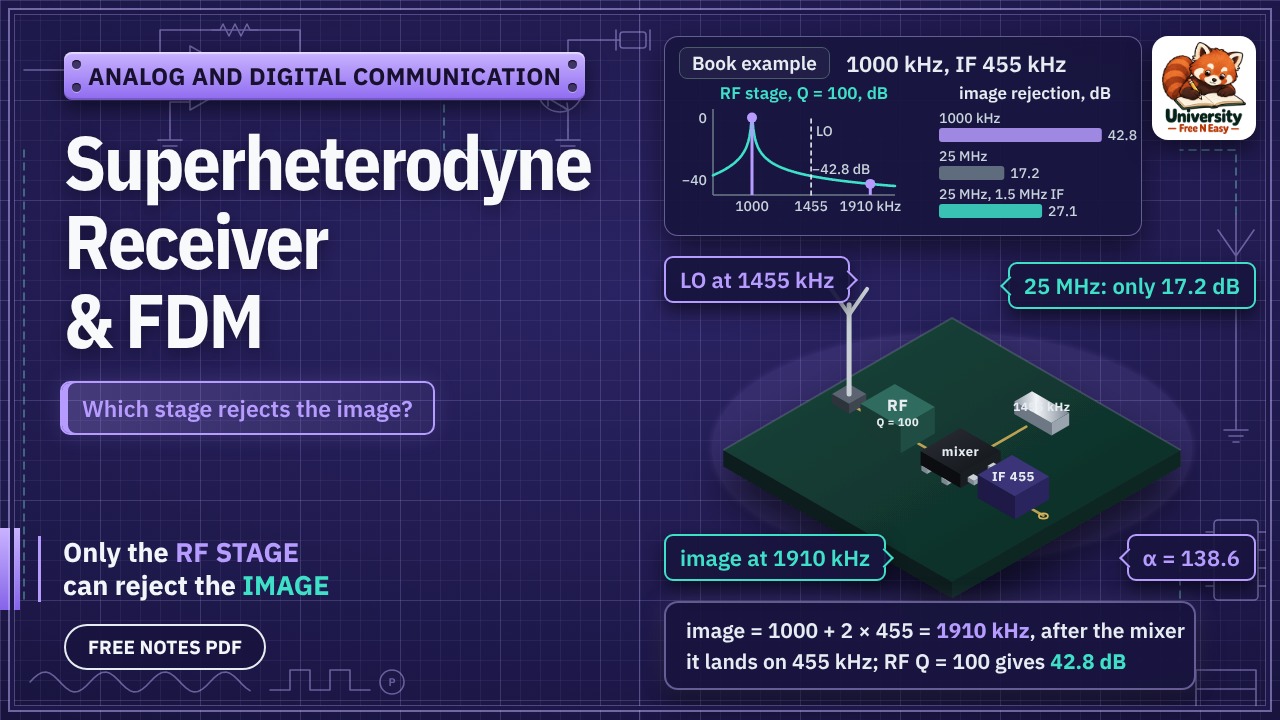 ANALOG AND DIGITAL COMMUNICATION
Superheterodyne
Receiver
& FDM
Which stage rejects the image?
Only the RF STAGE
can reject the IMAGE
FREE NOTES PDF
P
Book example
1000 kHz, IF 455 kHz
RF stage, Q = 100, dB
0
−40
LO
−42.8 dB
1000
1455
1910 kHz
image rejection, dB
1000 kHz
42.8
25 MHz
17.2
25 MHz, 1.5 MHz IF
27.1
University
Free N Easy
LO at 1455 kHz
25 MHz: only 17.2 dB
RF
Q = 100
mixer
IF 455
kHz
image at 1910 kHz
α = 138.6
image = 1000 + 2 × 455 = 1910 kHz, after the mixer
it lands on 455 kHz; RF Q = 100 gives 42.8 dB